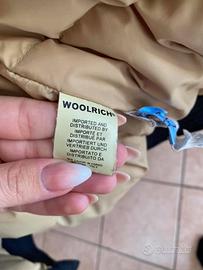 WOOLRICH
IMPORTED AND
DISTRIBUTED BY
IMPORTE ET
DISTRIBUE PAR
IMPORTIERT UND
VERTRIEB DURCH
IMPORTATO E
DISTRIBUITO DA